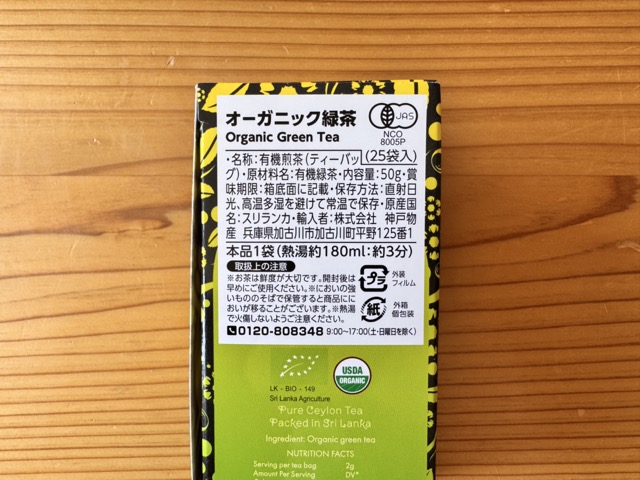 オーガニック緑茶
Organic Green Tea
JAS
NCO
8005P
・名称：有機煎茶（ティーバッ（25袋入）
グ）・原材料名：有機緑茶・内容量：50g・賞
味期限：箱底面に記載・保存方法：直射日
光、高温多湿を避けて常温で保存・原産国
名：スリランカ・輸入者：株式会社 神戸物
産 兵庫県加古川市加古川町平野125番1
本品1袋（熱湯約180ml：約3分）
取扱上の注意
※お茶は鮮度が大切です。開封後は
早めにご使用ください。※においの強
いもののそばで保管すると商品にに
おいが移ることがございます。※熱湯
で火傷しないようご注意ください。
プラ
外装
フィルム
紙
外箱
個包装
0120-808348 9:00〜17:00（土・日曜日を除く）
USDA
ORGANIC
LK - BIO - 149
Sri Lanka Agriculture
Pure Ceylon Tea
Packed in Sri Lanka
Ingredient: Organic green tea
NUTRITION FACTS
Serving per tea bag 2g
Amount Per Serving DV*